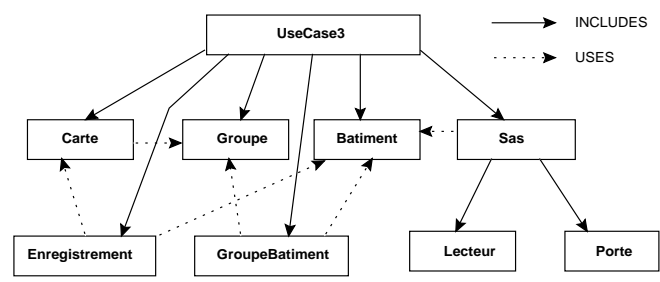 UseCase3
INCLUDES
USES
Carte
Groupe
Batiment
Sas
Enregistrement
GroupeBatiment
Lecteur
Porte